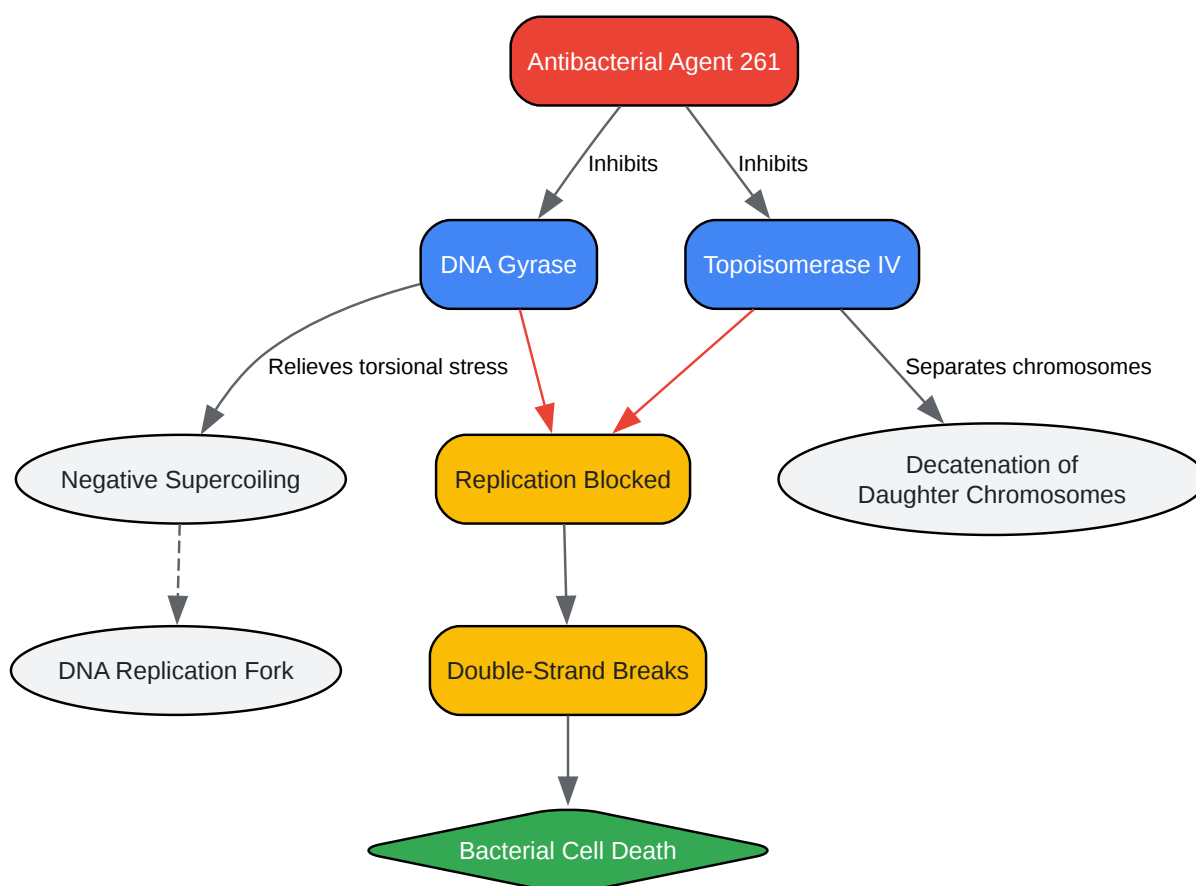 Antibacterial Agent 261
Inhibits
Inhibits
DNA Gyrase
Topoisomerase IV
Relieves torsional stress
Separates chromosomes
Negative Supercoiling
Replication Blocked
Decatenation of
Daughter Chromosomes
DNA Replication Fork
Double-Strand Breaks
Bacterial Cell Death